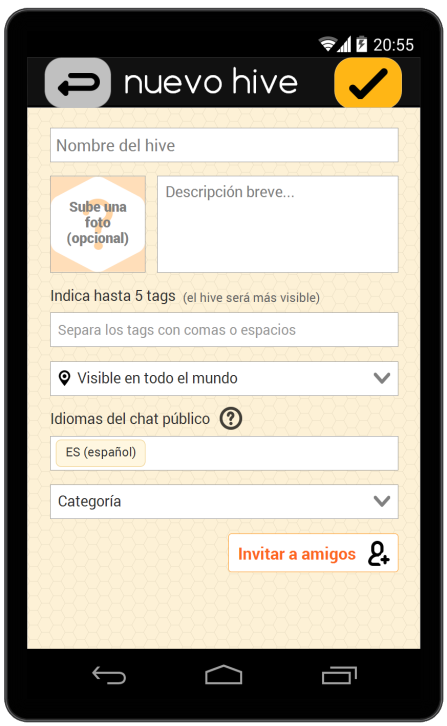 20:55
nuevo hive
Nombre del hive
Sube una
foto
(opcional)
Descripción breve...
Indica hasta 5 tags (el hive será más visible)
Separa los tags con comas o espacios
Visible en todo el mundo
Idiomas del chat público ?
ES (español)
Categoría
Invitar a amigos